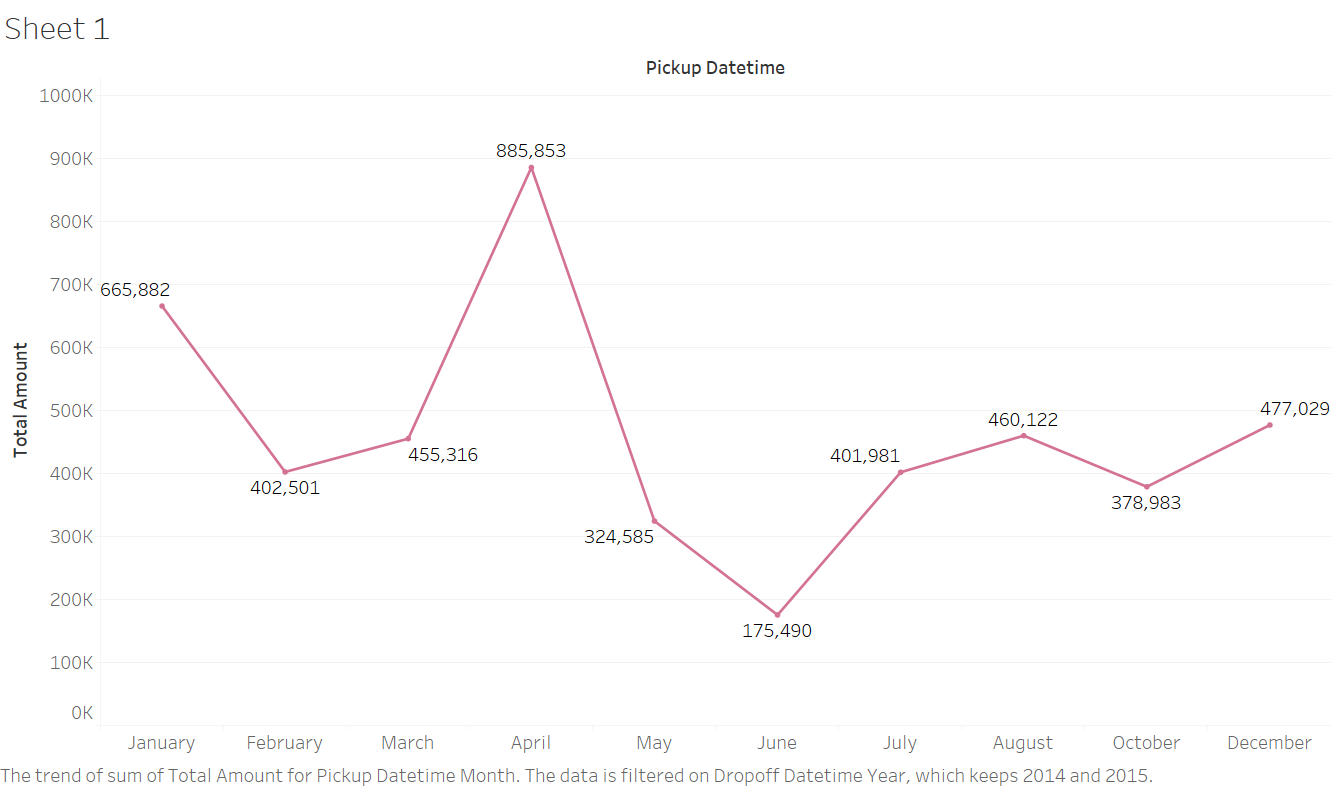 Sheet 1
Pickup Datetime
1000K
900K
800K
700K
600K
500K
400K
300K
200K
100K
0K
Total Amount
665,882
402,501
455,316
885,853
324,585
175,490
401,981
460,122
378,983
477,029
January February March April May June July August October December
The trend of sum of Total Amount for Pickup Datetime Month. The data is filtered on Dropoff Datetime Year, which keeps 2014 and 2015.